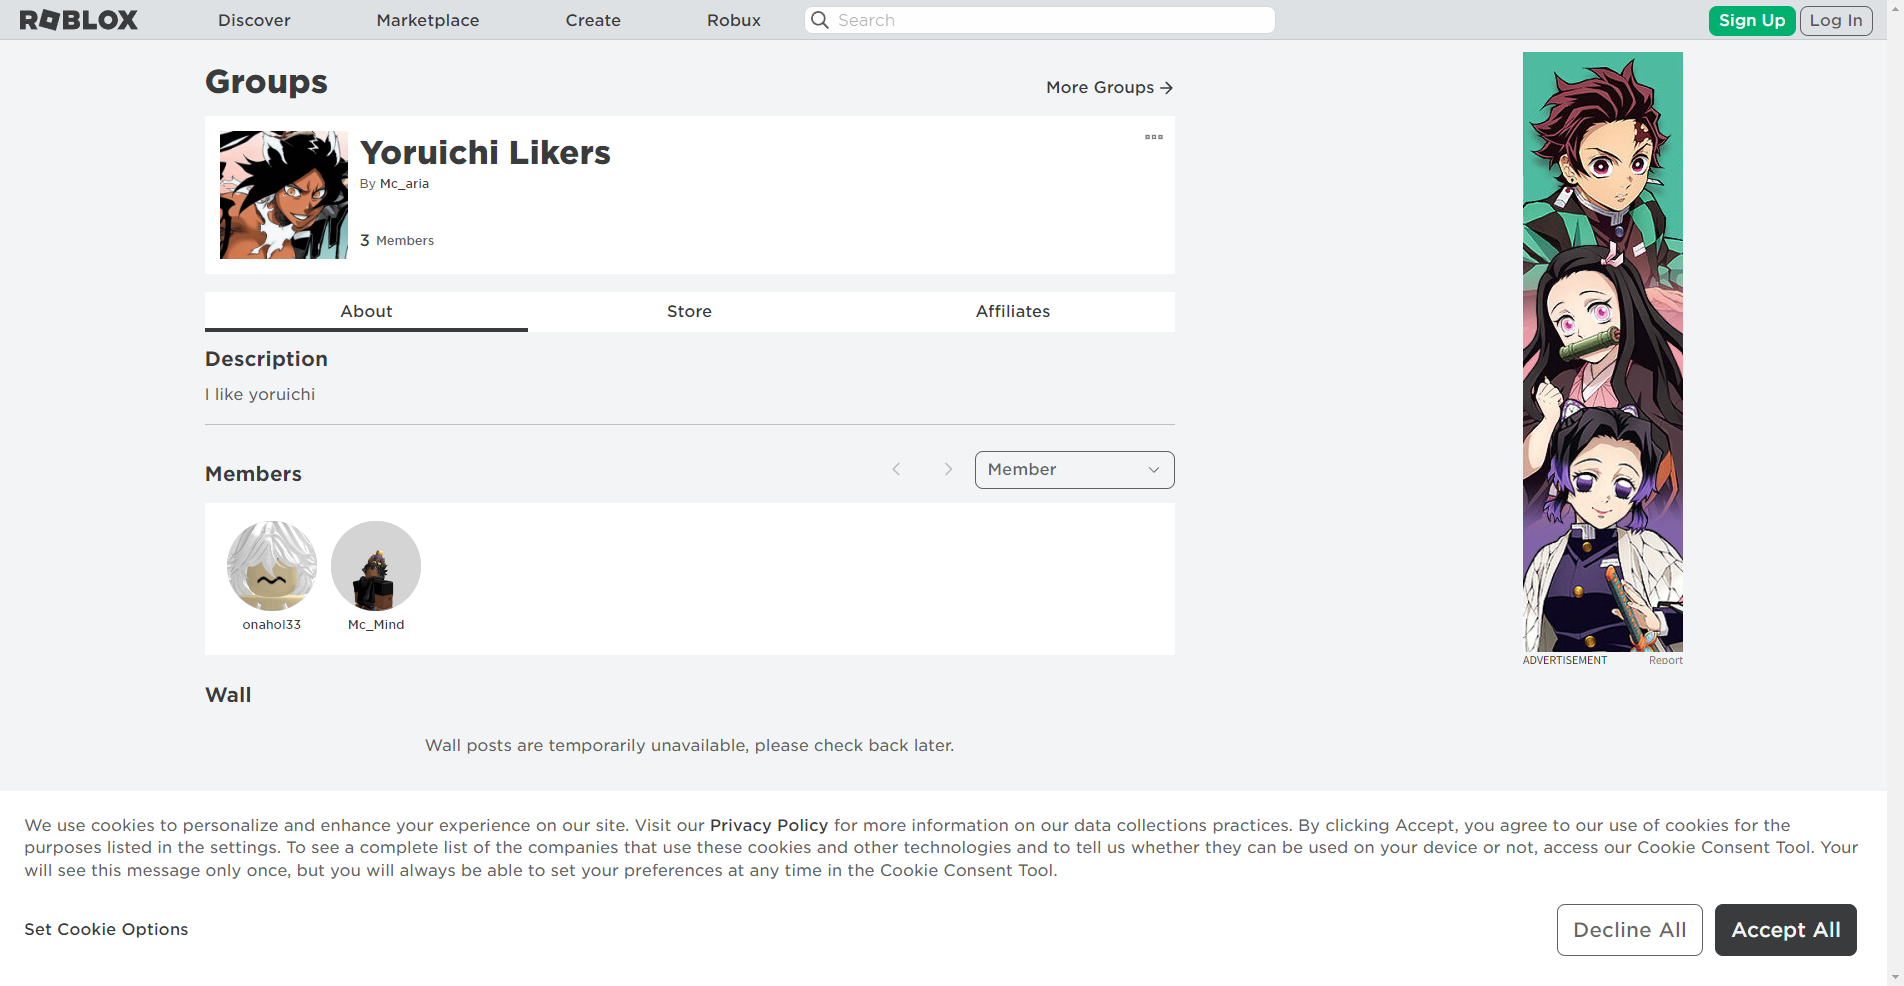 ROBLOX
Discover
Marketplace
Create
Robux
Search
Sign Up
Log In
Groups
More Groups
Yoruichi Likers
By Mc_aria
3 Members
About
Store
Affiliates
Description
I like yoruichi
Members
Member
onahol33
Mc_Mind
Wall
Wall posts are temporarily unavailable, please check back later.
ADVERTISEMENT
Report
We use cookies to personalize and enhance your experience on our site. Visit our Privacy Policy for more information on our data collections practices. By clicking Accept, you agree to our use of cookies for the
purposes listed in the settings. To see a complete list of the companies that use these cookies and other technologies and to tell us whether they can be used on your device or not, access our Cookie Consent Tool. Your
will see this message only once, but you will always be able to set your preferences at any time in the Cookie Consent Tool.
Set Cookie Options
Decline All
Accept All